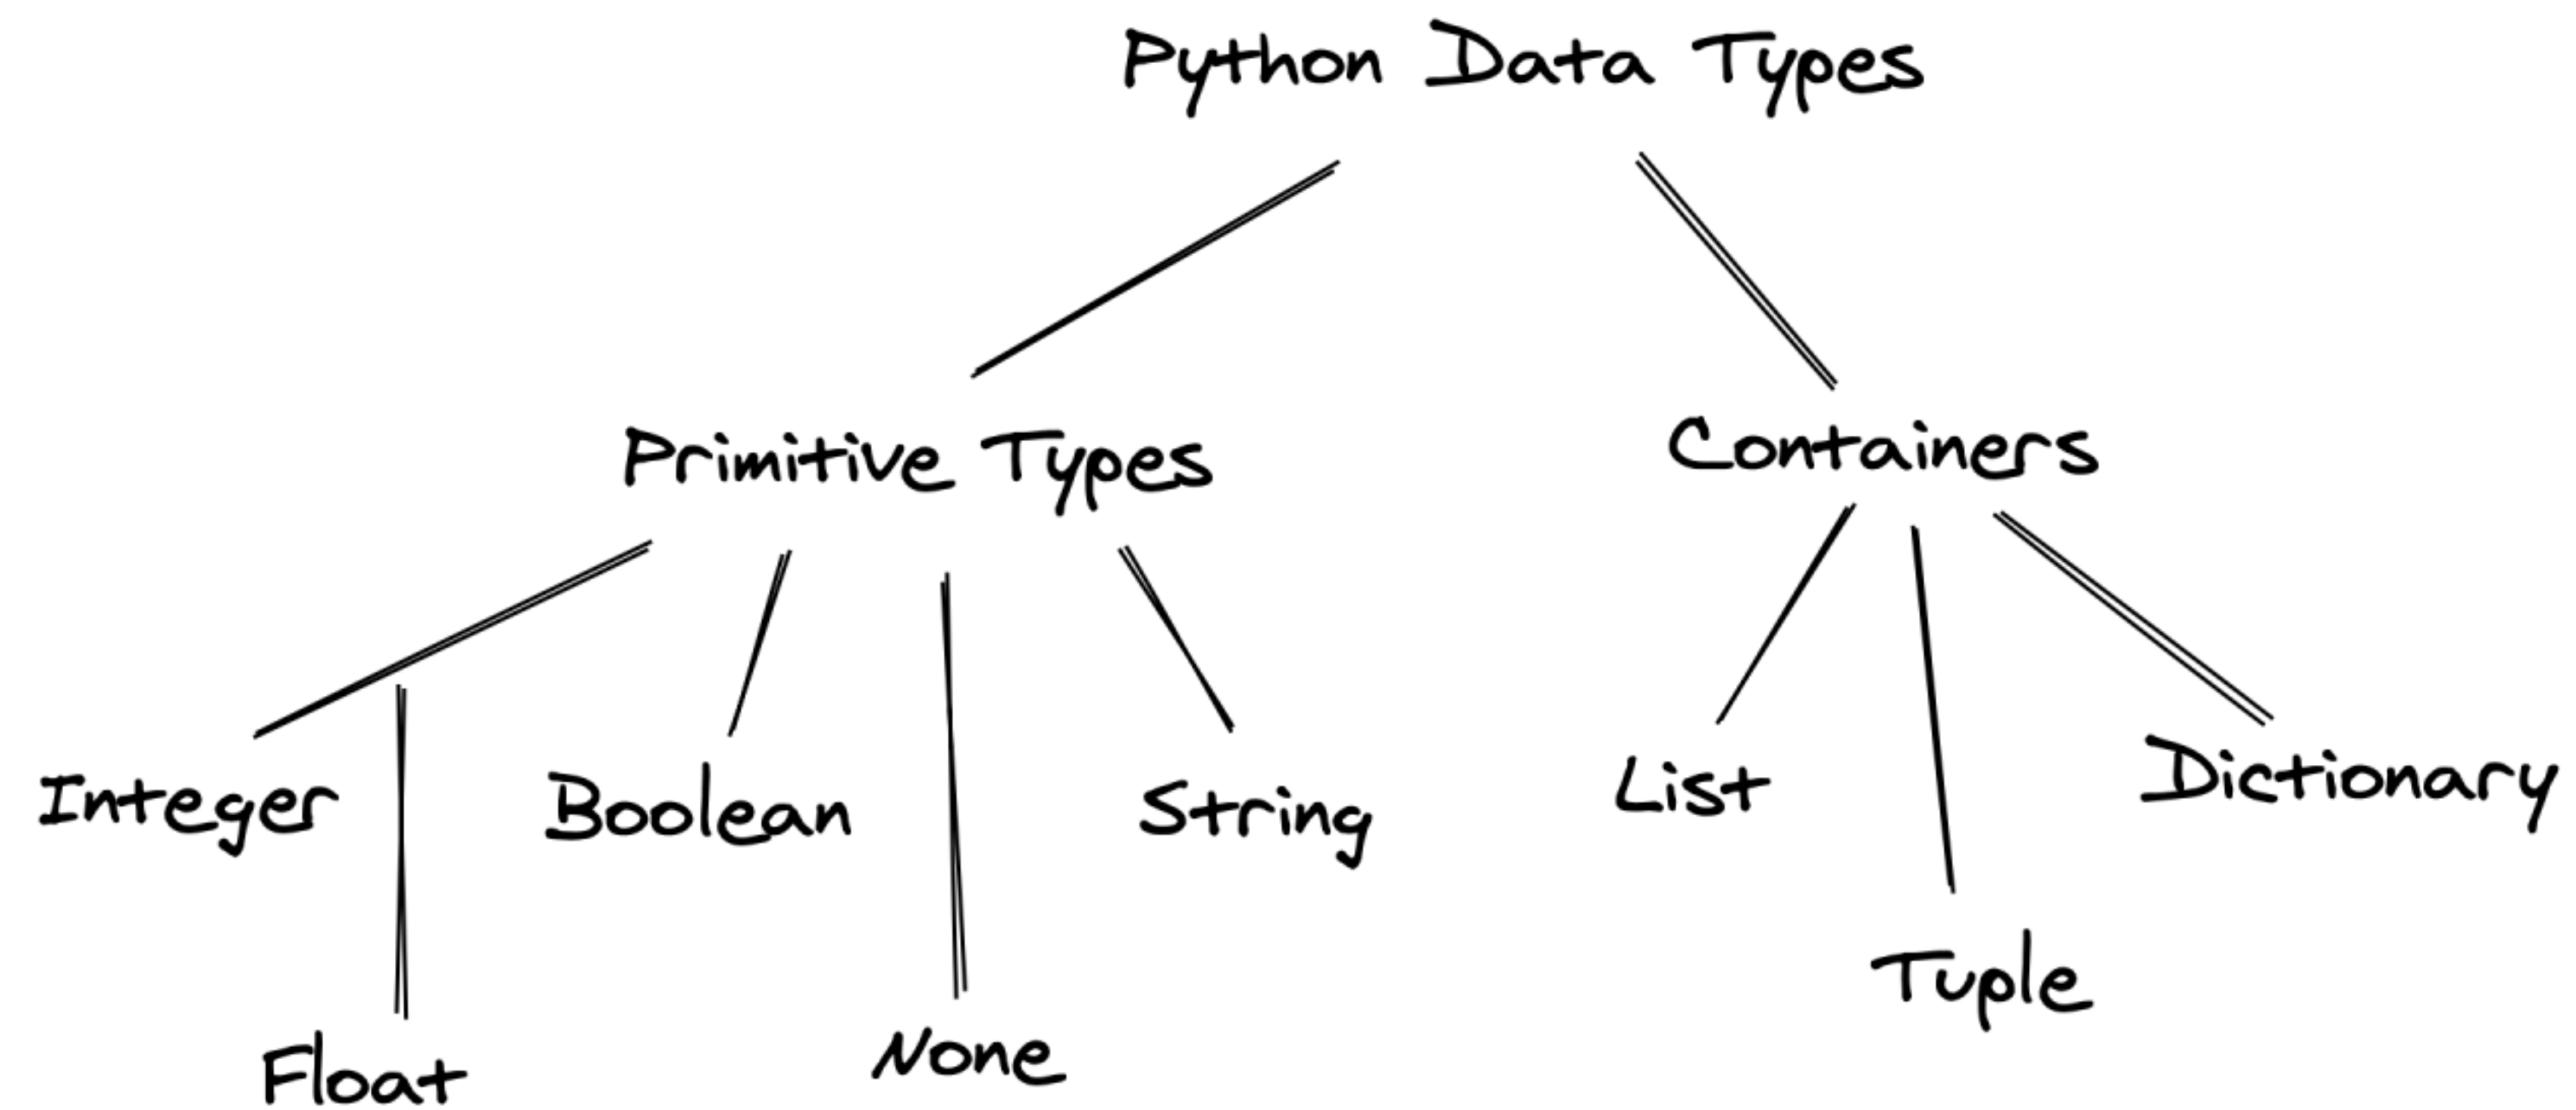 Python Data Types
Primitive Types
Containers
Integer
Boolean
String
List
Dictionary
Float
None
Tuple